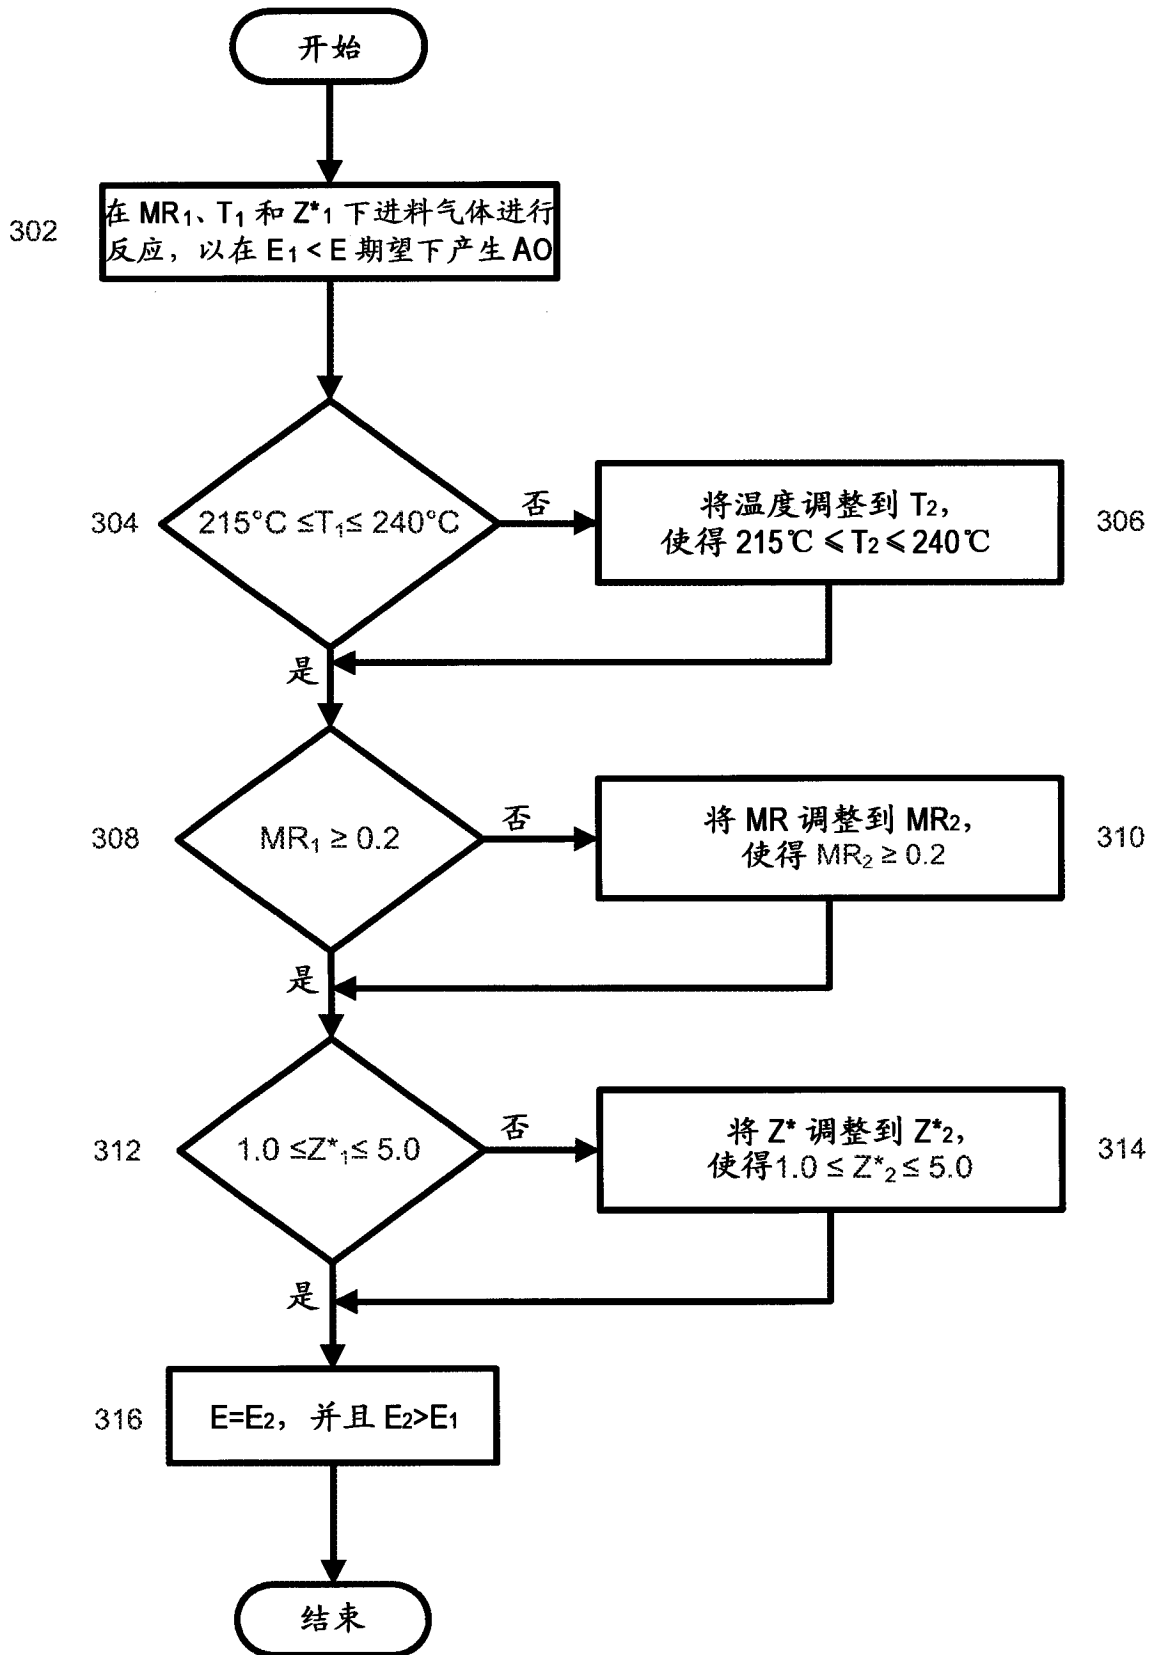 开始
302
在 MR₁、T₁ 和 Z*₁ 下进料气体进行
反应，以在 E₁ < E 期望下产生 AO
304
215°C ≤T₁≤ 240°C
否
将温度调整到 T₂，
使得 215℃ ≤ T₂ ≤ 240℃
306
是
308
MR₁ ≥ 0.2
否
将 MR 调整到 MR₂，
使得 MR₂ ≥ 0.2
310
是
312
1.0 ≤Z*₁≤ 5.0
否
将 Z* 调整到 Z*₂，
使得1.0 ≤ Z*₂ ≤ 5.0
314
是
316
E=E₂，并且 E₂>E₁
结束